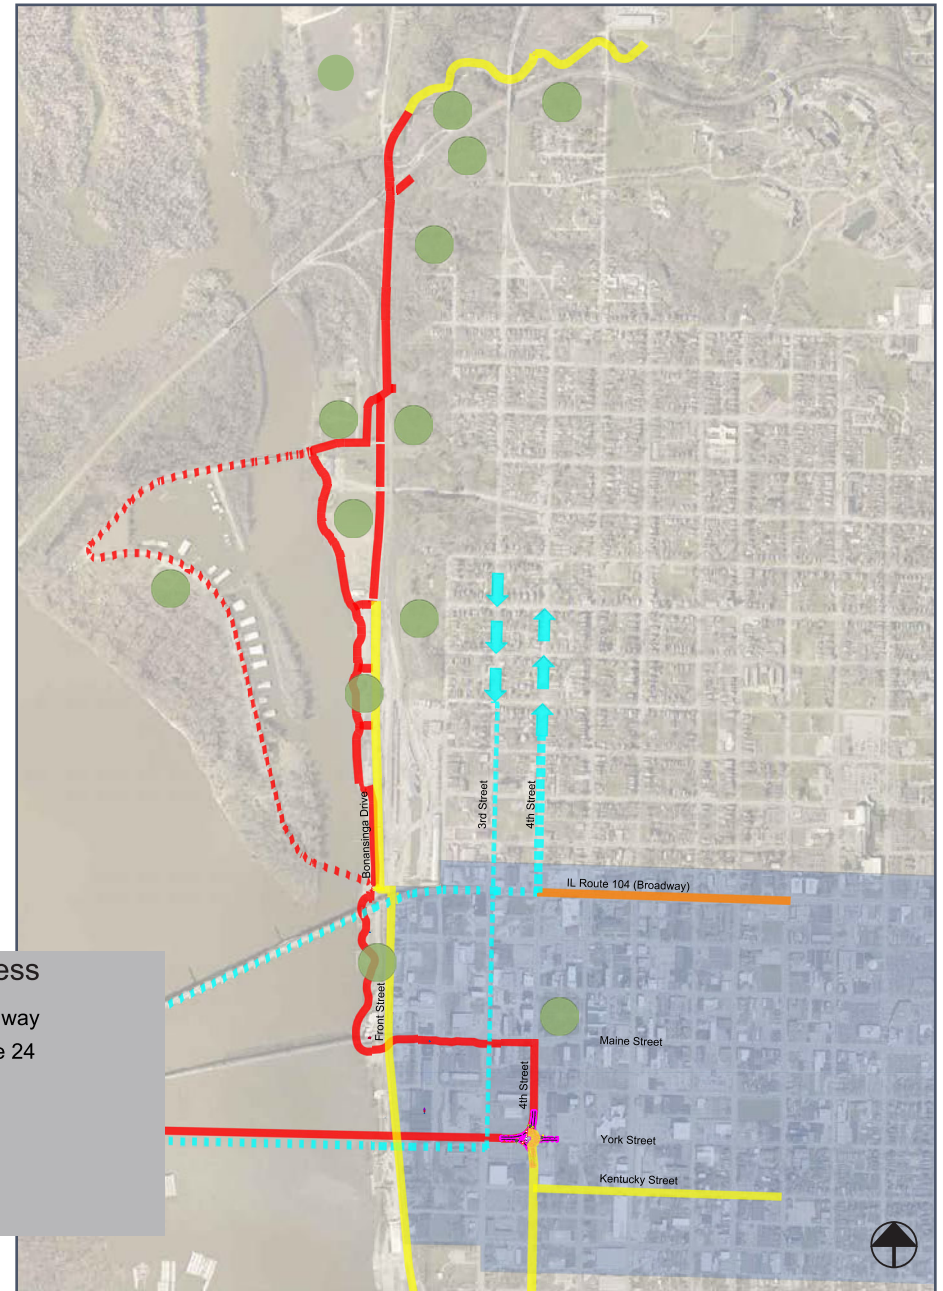 3rd Street
4th Street
Bonansinga Drive
IL Route 104 (Broadway)
ess
way
e 24
Front Street
Maine Street
4th Street
York Street
Kentucky Street